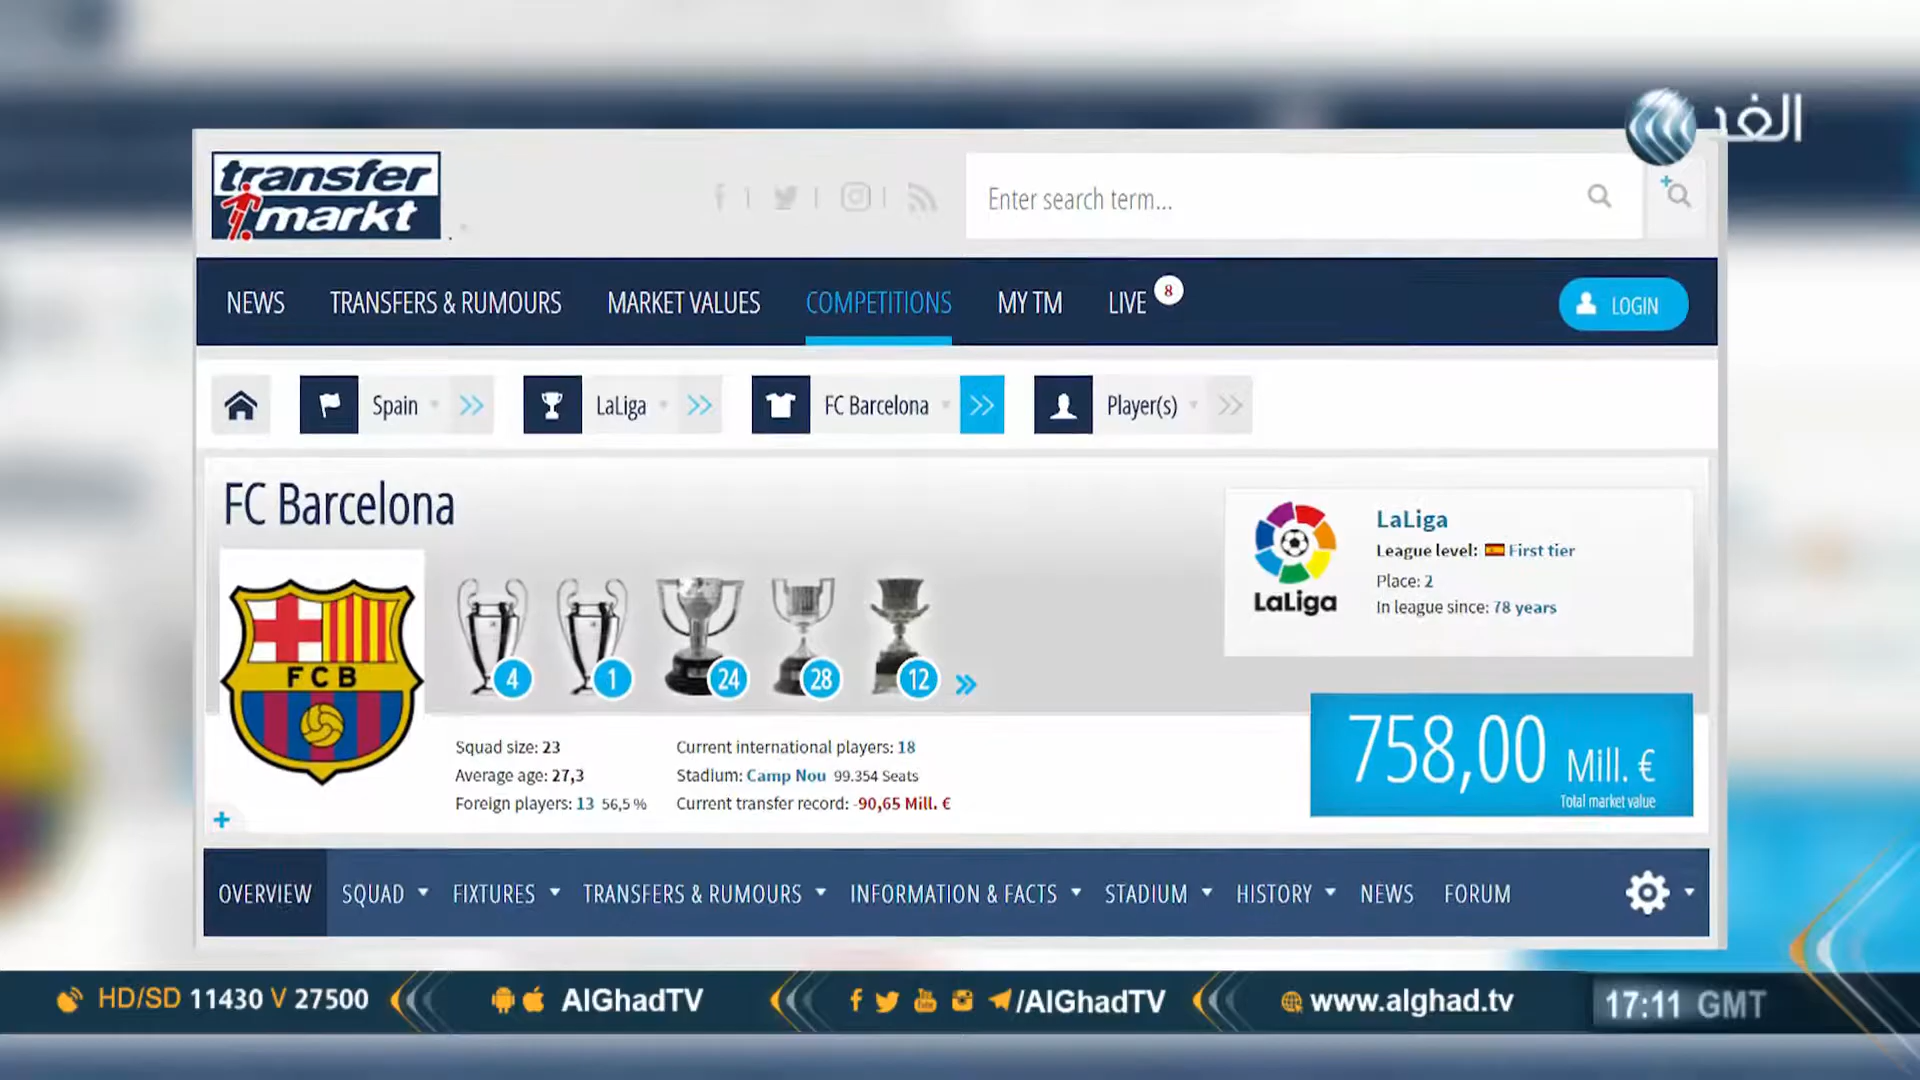 الغد
transfer
markt
Enter search term...
NEWS TRANSFERS & RUMOURS MARKET VALUES COMPETITIONS MY TM LIVE 8 LOGIN
Spain LaLiga FC Barcelona Player(s)
FC Barcelona
LaLiga
League level: First tier
Place: 2
In league since: 78 years
LaLiga
FCB
4 1 24 28 12
758,00 Mill. €
Total market value
Squad size: 23 Current international players: 18
Average age: 27,3 Stadium: Camp Nou 99.354 Seats
Foreign players: 13 56,5 % Current transfer record: -90,65 Mill. €
OVERVIEW SQUAD FIXTURES TRANSFERS & RUMOURS INFORMATION & FACTS STADIUM HISTORY NEWS FORUM
HD/SD 11430 V 27500 AlGhadTV /AlGhadTV www.alghad.tv 17:11 GMT